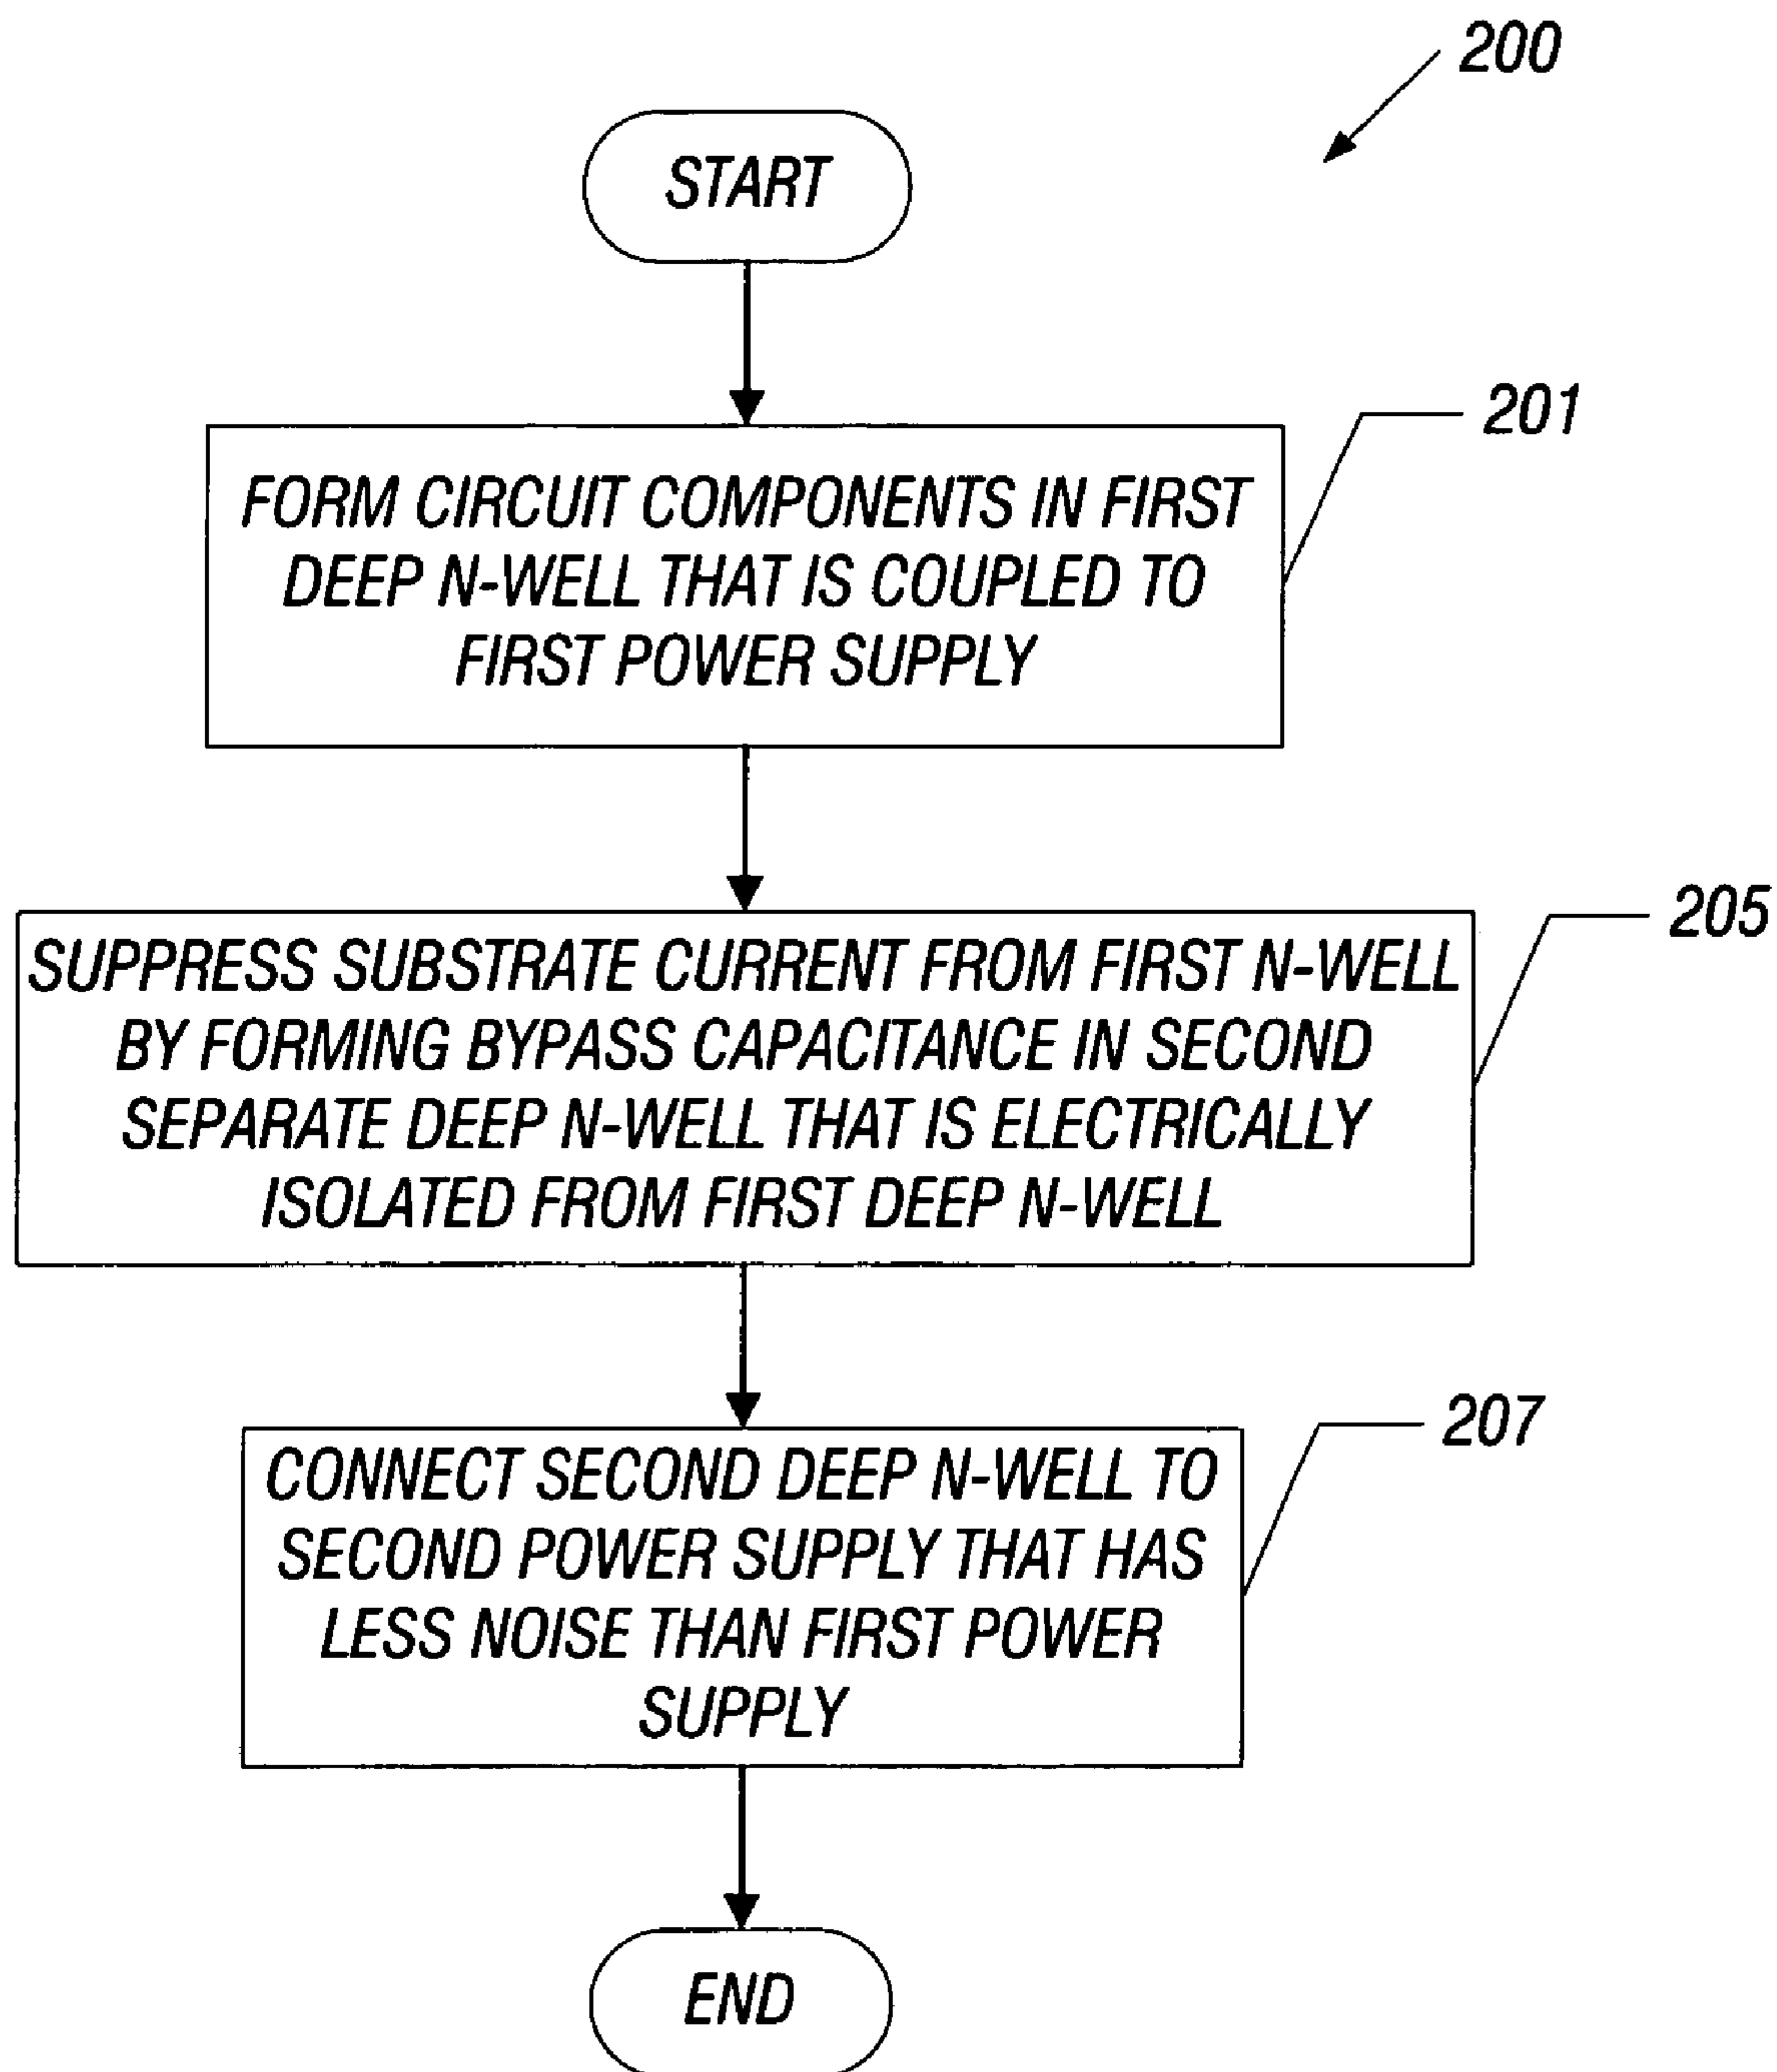 200
START
201
FORM CIRCUIT COMPONENTS IN FIRST
DEEP N-WELL THAT IS COUPLED TO
FIRST POWER SUPPLY
205
SUPPRESS SUBSTRATE CURRENT FROM FIRST N-WELL
BY FORMING BYPASS CAPACITANCE IN SECOND
SEPARATE DEEP N-WELL THAT IS ELECTRICALLY
ISOLATED FROM FIRST DEEP N-WELL
207
CONNECT SECOND DEEP N-WELL TO
SECOND POWER SUPPLY THAT HAS
LESS NOISE THAN FIRST POWER
SUPPLY
END